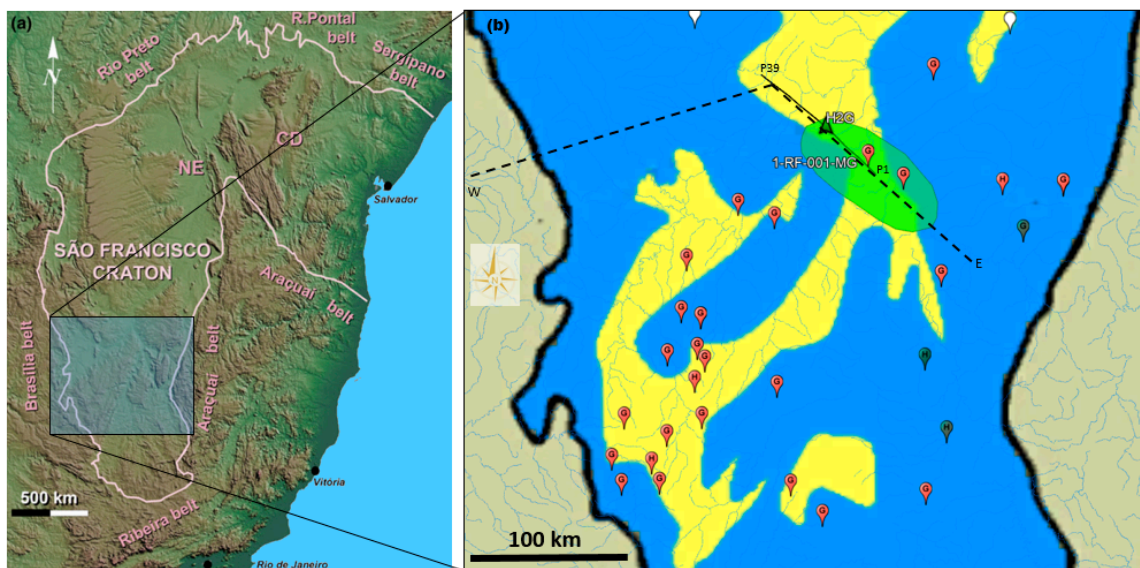 (a)
N
Rio Preto
belt
R.Pontal
belt
Sergipano
belt
CD
NE
Salvador
SÃO FRANCISCO
CRATON
Araçuaí
belt
Brasília belt
Araçuaí belt
500 km
Vitória
Ribeira belt
Rio de Janeiro
(b)
P39
G
H2G
1-RF-001-MG
G
P1
G
W
H
G
G
G
H
N
E
G
G
G
G
G
G
G
H
H
G
G
G
H
G
G
H
G
G
G
G
G
100 km